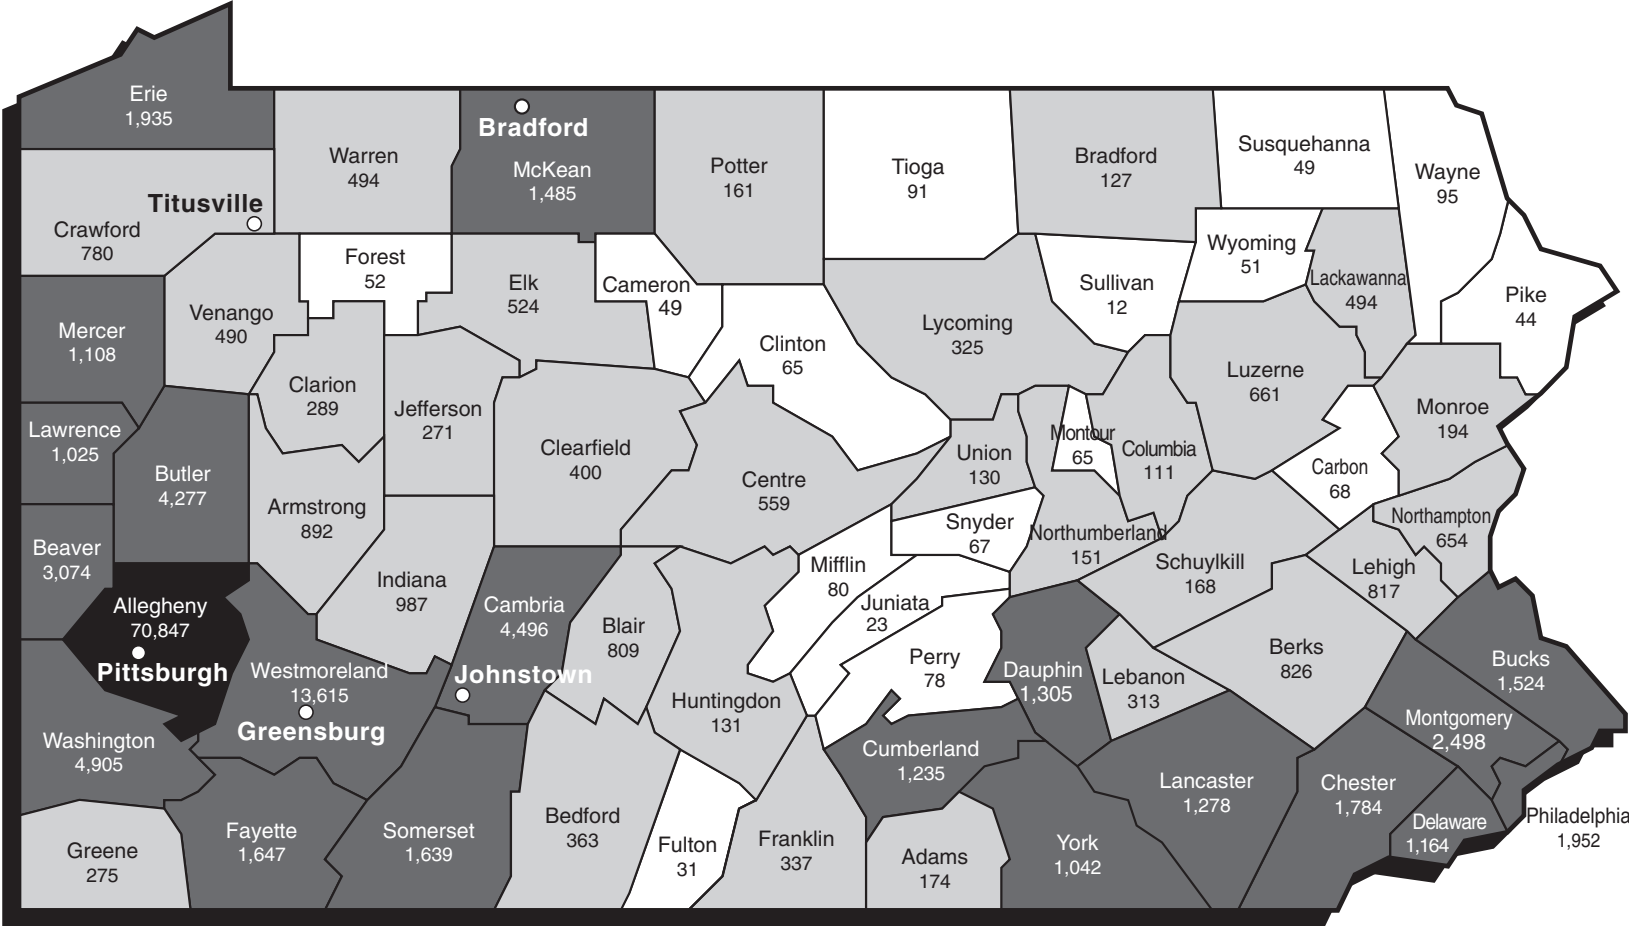 Erie
1,935
Crawford
780
Titusville
Warren
494
Bradford
McKean
1,485
Potter
161
Tioga
91
Bradford
127
Susquehanna
49
Wayne
95
Wyoming
51
Lackawanna
494
Pike
44
Mercer
1,108
Venango
490
Forest
52
Elk
524
Cameron
49
Clinton
65
Lycoming
325
Sullivan
12
Luzerne
661
Monroe
194
Lawrence
1,025
Butler
4,277
Clarion
289
Jefferson
271
Clearfield
400
Centre
559
Union
130
Montour
65
Columbia
111
Carbon
68
Northampton
654
Beaver
3,074
Armstrong
892
Indiana
987
Cambria
4,496
Johnstown
Blair
809
Huntingdon
131
Mifflin
80
Snyder
67
Juniata
23
Northumberland
151
Schuylkill
168
Lehigh
817
Allegheny
70,847
Pittsburgh
Westmoreland
13,615
Greensburg
Perry
78
Dauphin
1,305
Lebanon
313
Berks
826
Bucks
1,524
Montgomery
2,498
Washington
4,905
Greene
275
Fayette
1,647
Somerset
1,639
Bedford
363
Fulton
31
Franklin
337
Cumberland
1,235
Adams
174
York
1,042
Lancaster
1,278
Chester
1,784
Delaware
1,164
Philadelphia
1,952